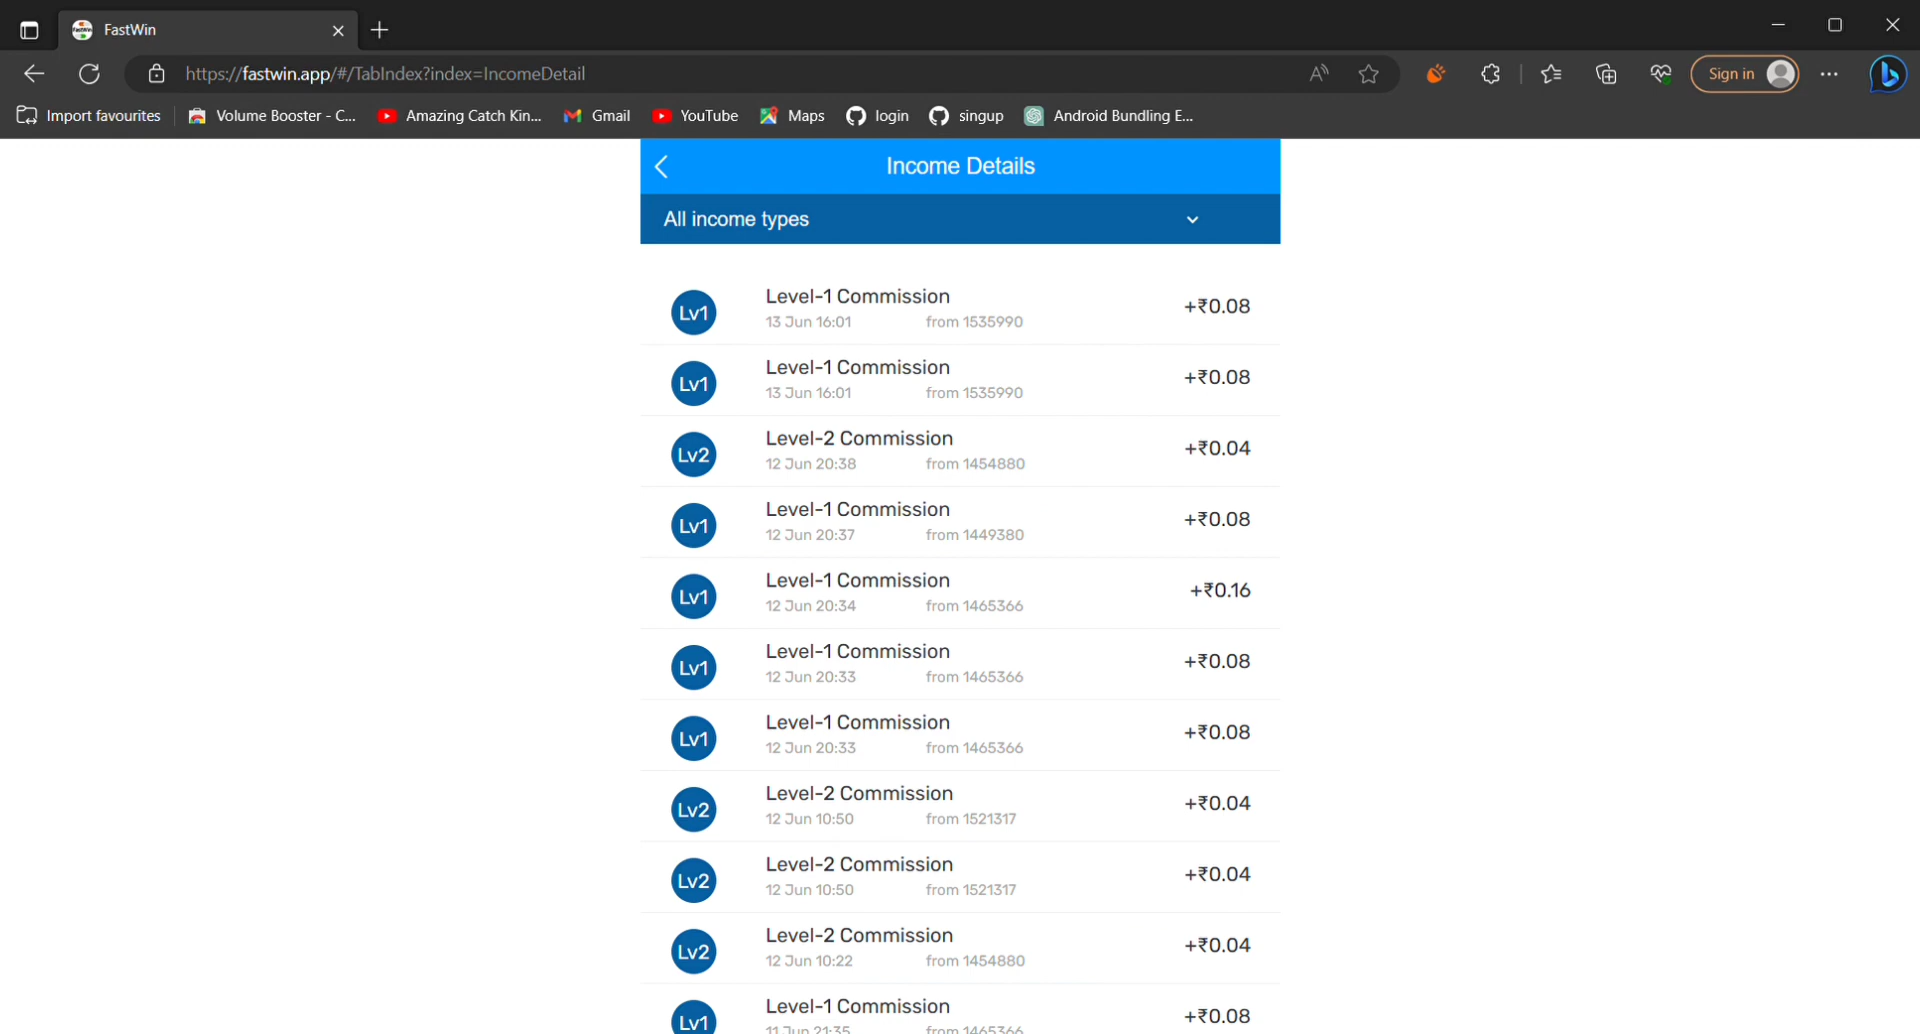 FastWin
https://fastwin.app/#/TabIndex?index=IncomeDetail
Sign in
Import favourites
Volume Booster - C...
Amazing Catch Kin...
Gmail
YouTube
Maps
login
singup
Android Bundling E...
Income Details
All income types
Lv1 Level-1 Commission +₹0.08
13 Jun 16:01 from 1535990
Lv1 Level-1 Commission +₹0.08
13 Jun 16:01 from 1535990
Lv2 Level-2 Commission +₹0.04
12 Jun 20:38 from 1454880
Lv1 Level-1 Commission +₹0.08
12 Jun 20:37 from 1449380
Lv1 Level-1 Commission +₹0.16
12 Jun 20:34 from 1465366
Lv1 Level-1 Commission +₹0.08
12 Jun 20:33 from 1465366
Lv1 Level-1 Commission +₹0.08
12 Jun 20:33 from 1465366
Lv2 Level-2 Commission +₹0.04
12 Jun 10:50 from 1521317
Lv2 Level-2 Commission +₹0.04
12 Jun 10:50 from 1521317
Lv2 Level-2 Commission +₹0.04
12 Jun 10:22 from 1454880
Lv1 Level-1 Commission +₹0.08
11 Jun 21:35 from 1465366